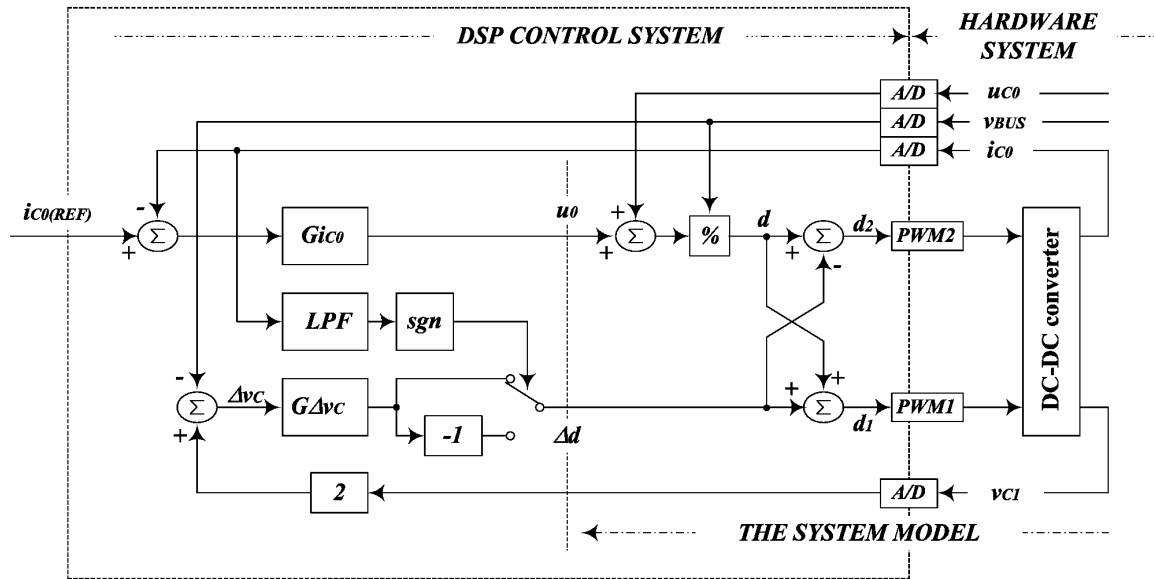 DSP CONTROL SYSTEM
HARDWARE
SYSTEM
A/D
uC0
A/D
vBUS
A/D
iC0
-
iC0(REF)
+
Σ
GiC0
u0
+
+
Σ
%
d
+
-
Σ
d2
PWM2
LPF
sgn
DC-DC converter
-
+
Σ
ΔvC
GΔvC
-1
Δd
+
+
Σ
d1
PWM1
2
A/D
vC1
THE SYSTEM MODEL